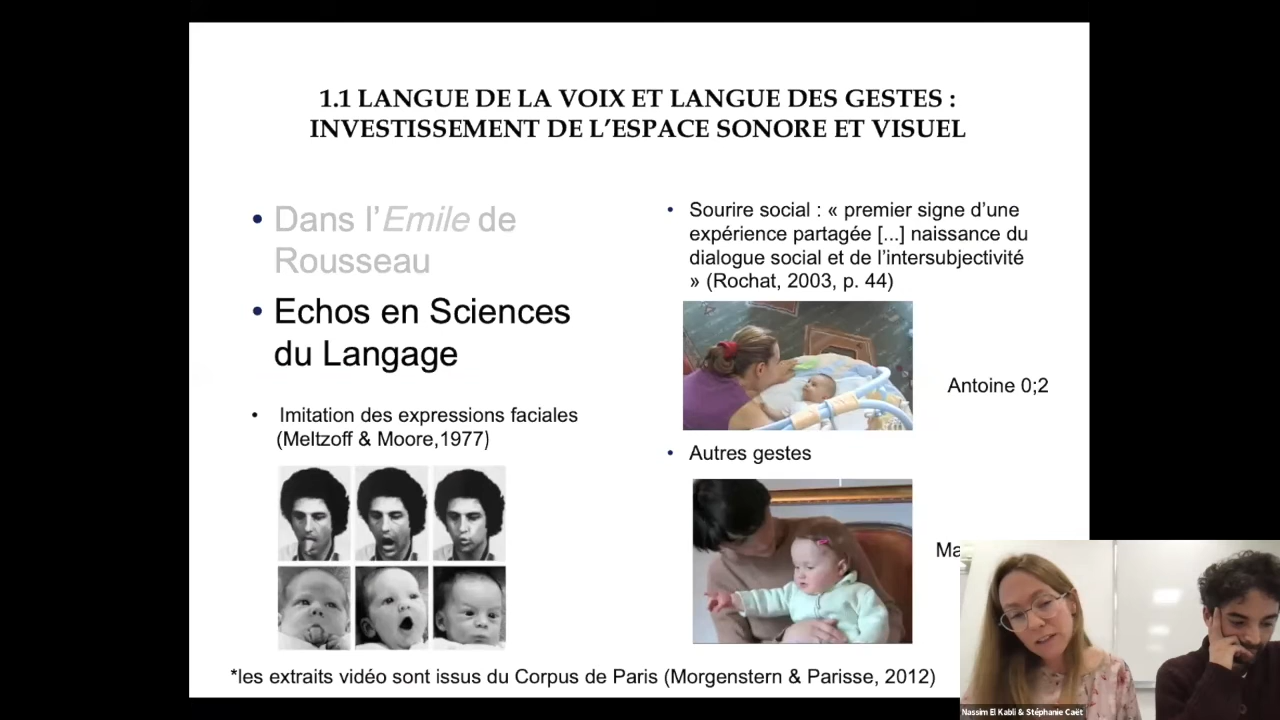 1.1 LANGUE DE LA VOIX ET LANGUE DES GESTES :
INVESTISSEMENT DE L’ESPACE SONORE ET VISUEL
• Dans l’Emile de
Rousseau
• Echos en Sciences
du Langage
• Imitation des expressions faciales
(Meltzoff & Moore,1977)
• Sourire social : « premier signe d’une
expérience partagée [...] naissance du
dialogue social et de l’intersubjectivité
» (Rochat, 2003, p. 44)
Antoine 0;2
• Autres gestes
Ma
*les extraits vidéo sont issus du Corpus de Paris (Morgenstern & Parisse, 2012)
Nassim El Kabli & Stéphanie Caët